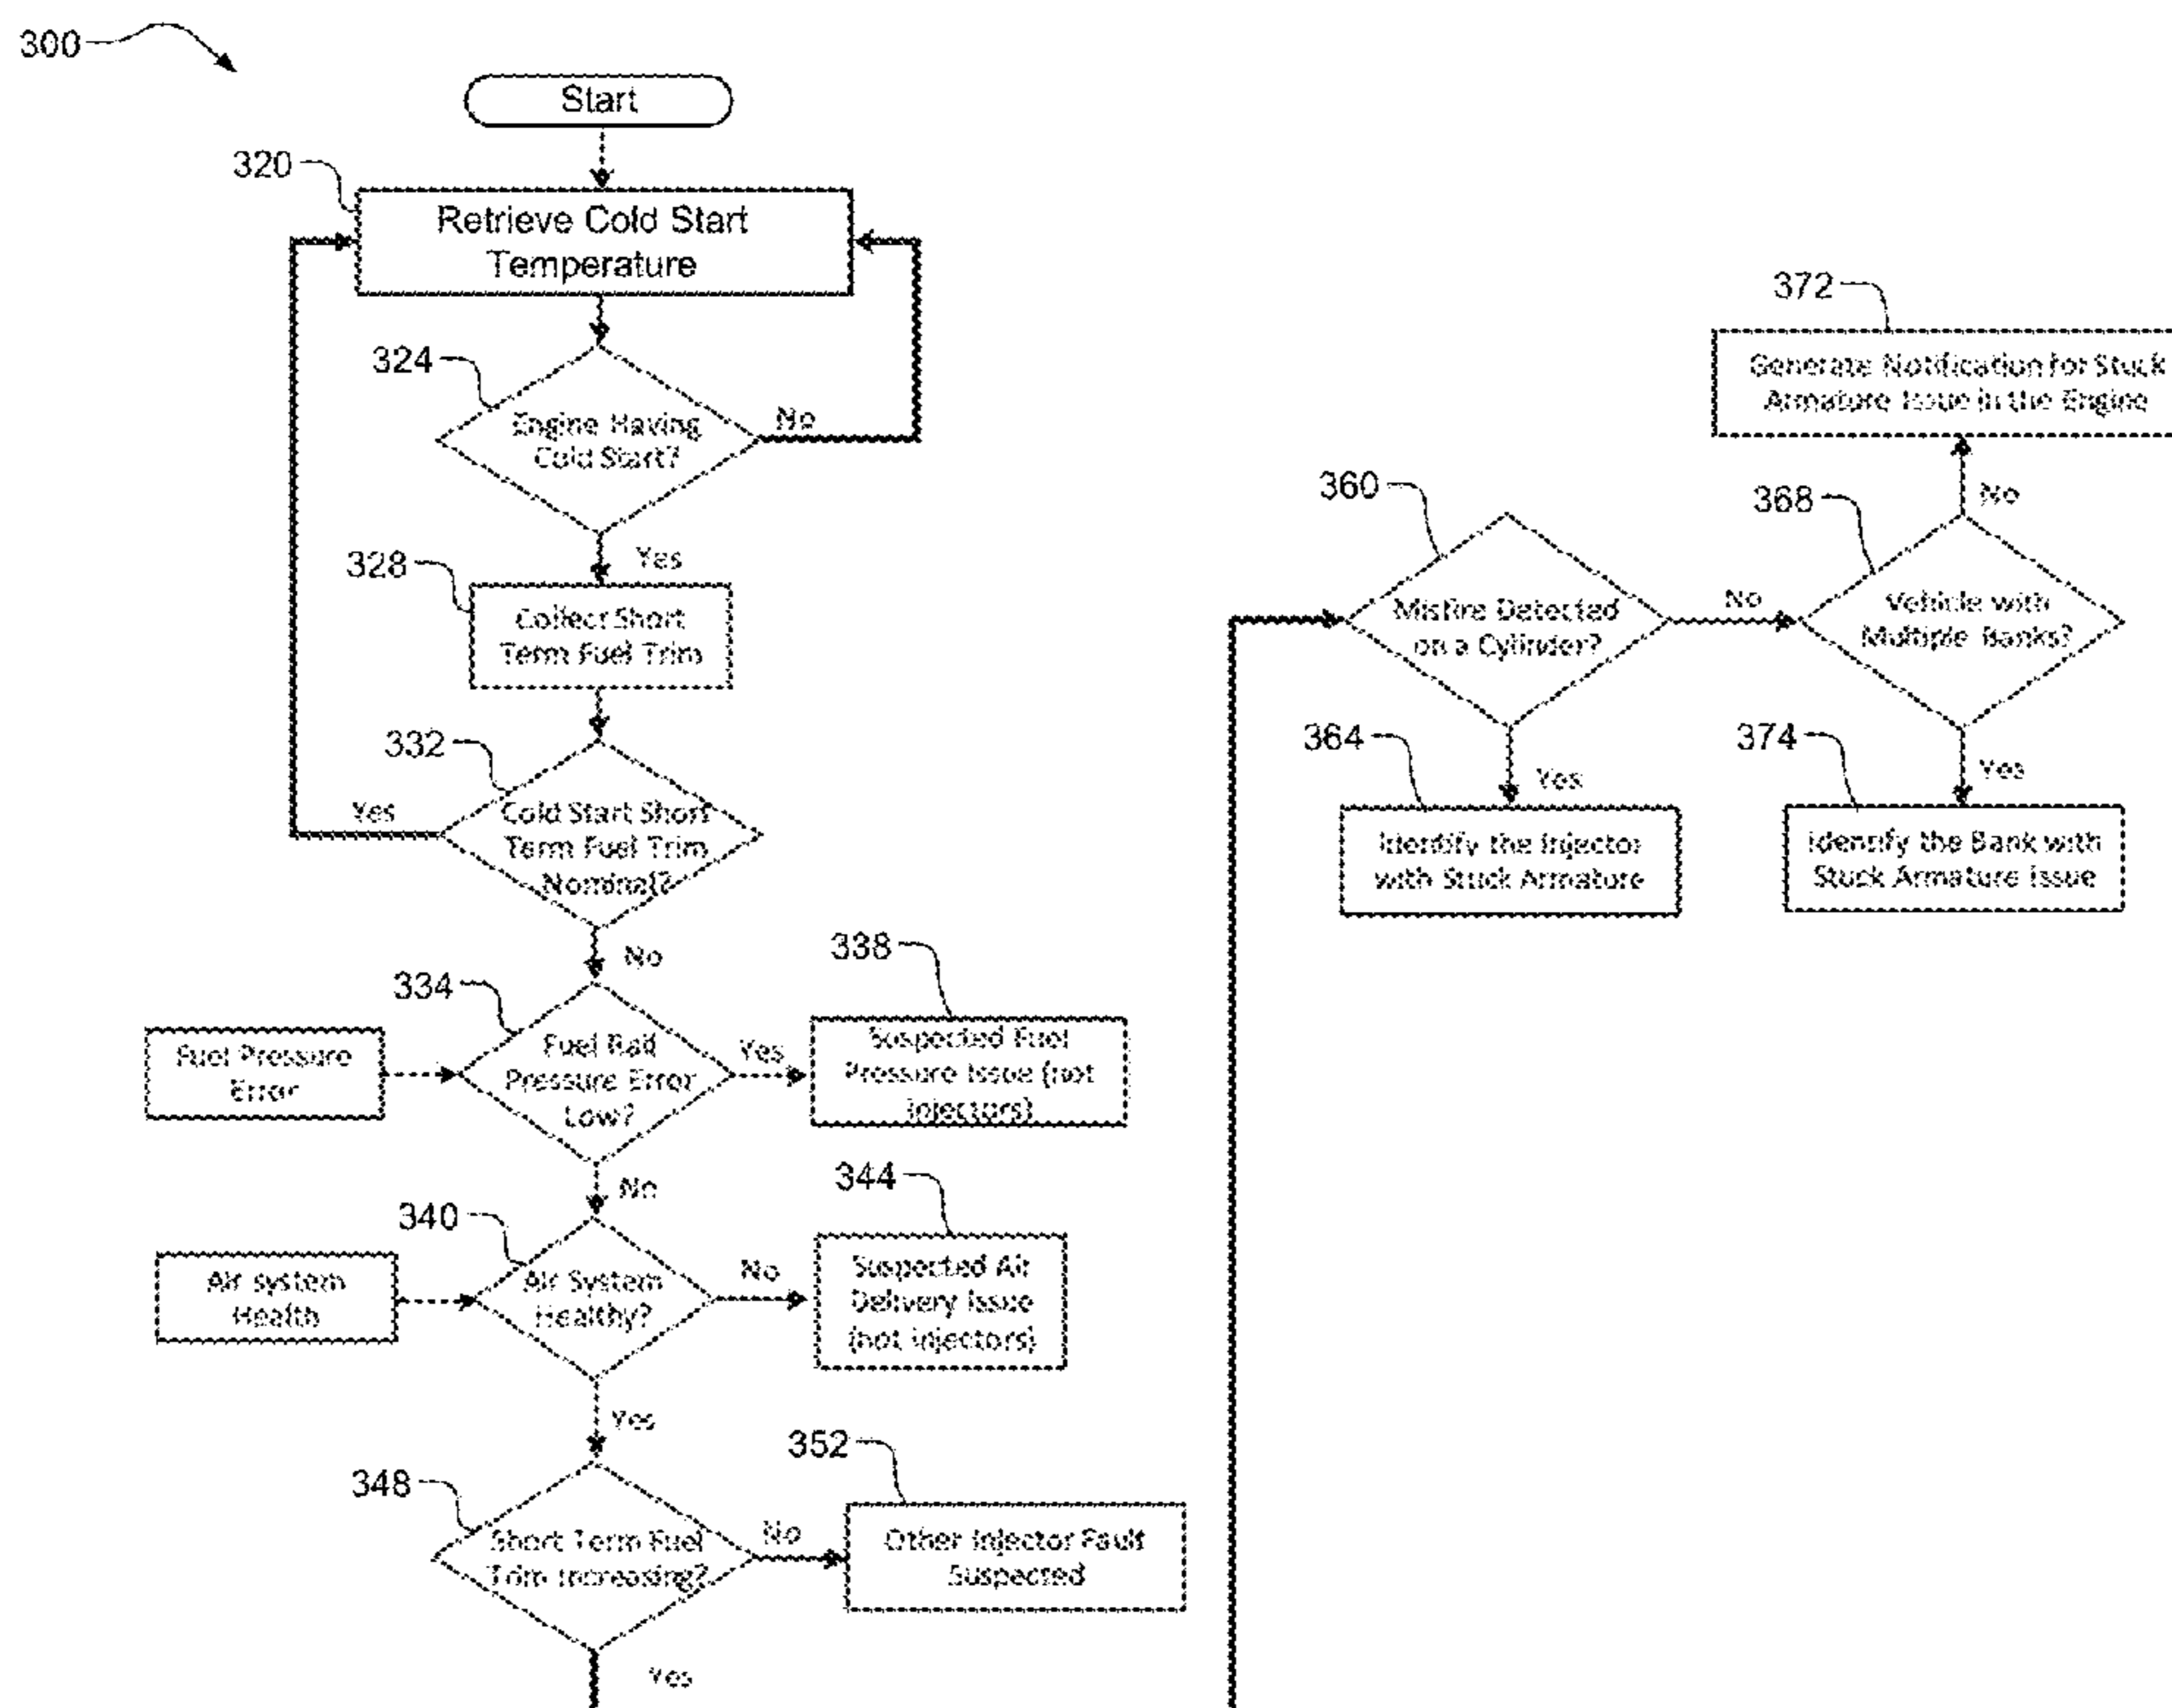 300
Start
320
Retrieve Cold Start
Temperature
324
Engine Having
Cold Start?
No
Yes
328
Collect Short
Term Fuel Trim
332
Cold Start Short
Term Fuel Trim
Nominal?
Yes
No
334
Fuel Pressure
Error
Fuel Rail
Pressure Error
Low?
Yes
338
Suspected Fuel
Pressure Issue (not
injectors)
No
340
Air system
Health
Air System
Healthy?
No
344
Suspected Air
Delivery Issue
(not injectors)
Yes
348
Short Term Fuel
Trim Increasing?
No
352
Other Injector Fault
Suspected
Yes
360
Misfire Detected
on a Cylinder?
Yes
364
Identify the Injector
with Stuck Armature
No
368
Vehicle with
Multiple Banks?
No
372
Generate Notification for Stuck
Armature Issue in the Engine
Yes
374
Identify the Bank with
Stuck Armature Issue